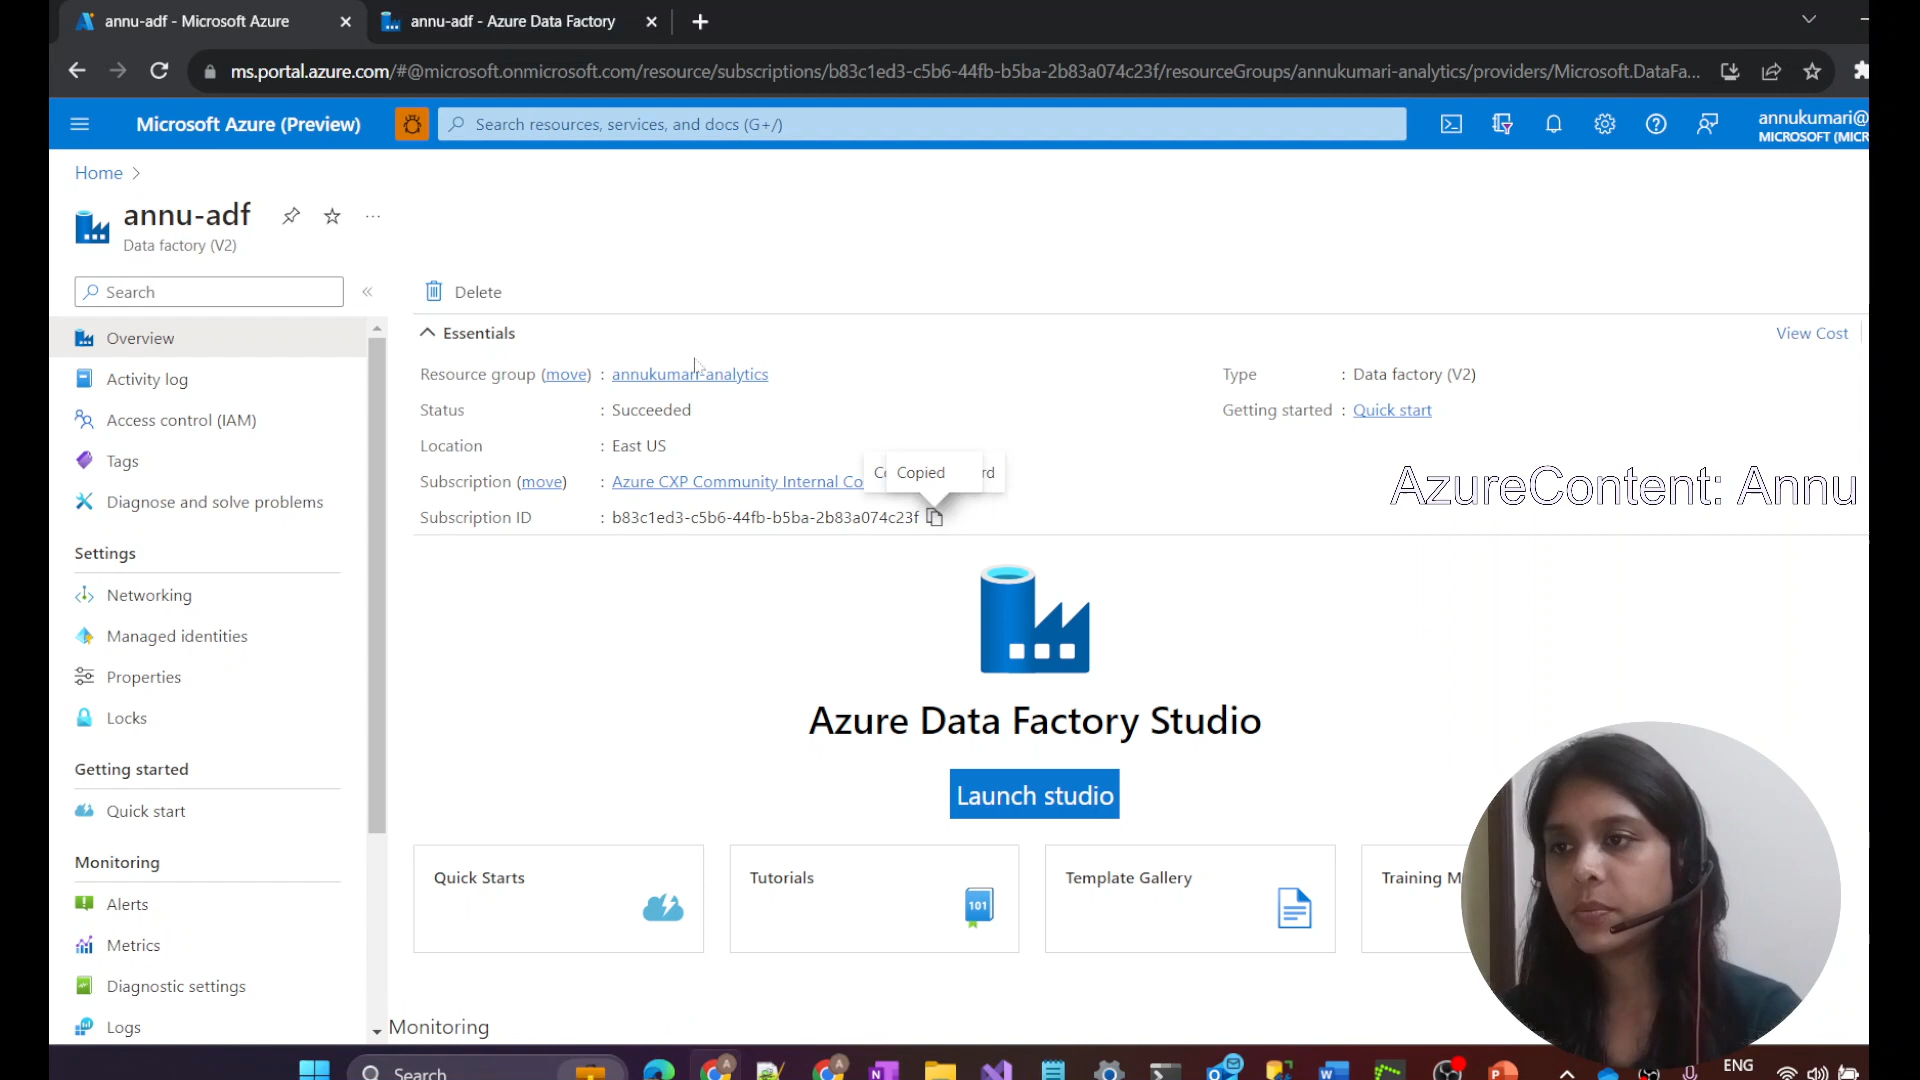 annu-adf - Microsoft Azure
annu-adf - Azure Data Factory
ms.portal.azure.com/#@microsoft.onmicrosoft.com/resource/subscriptions/b83c1ed3-c5b6-44fb-b5ba-2b83a074c23f/resourceGroups/annukumari-analytics/providers/Microsoft.DataFa...
Microsoft Azure (Preview)
Search resources, services, and docs (G+/)
annukumari@
MICROSOFT (MICR
Home
annu-adf
Data factory (V2)
Search
Delete
Essentials
View Cost
Overview
Activity log
Access control (IAM)
Tags
Diagnose and solve problems
Settings
Networking
Managed identities
Properties
Locks
Getting started
Quick start
Monitoring
Alerts
Metrics
Diagnostic settings
Logs
Resource group (move) : annukumari-analytics
Status : Succeeded
Location : East US
Subscription (move) : Azure CXP Community Internal Co
Subscription ID : b83c1ed3-c5b6-44fb-b5ba-2b83a074c23f
Copied
rd
Type : Data factory (V2)
Getting started : Quick start
AzureContent: Annu
Azure Data Factory Studio
Launch studio
Quick Starts
Tutorials
101
Template Gallery
Training M
Monitoring
Search
ENG